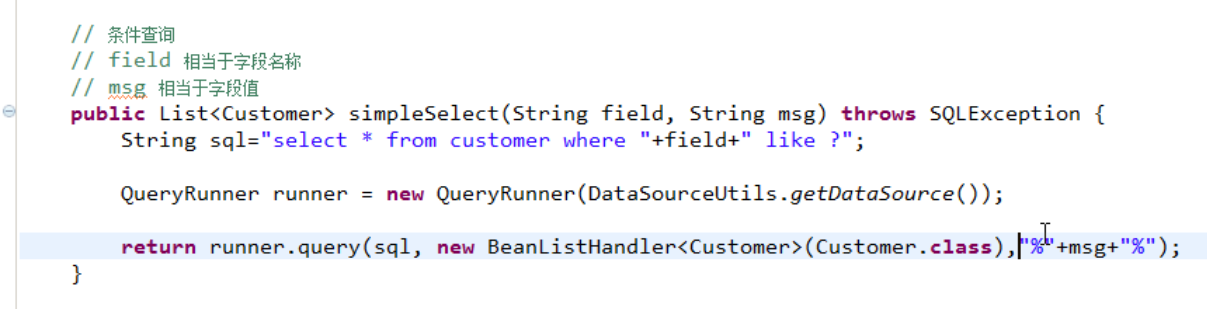 // 条件查询
// field 相当于字段名称
// msg 相当于字段值
public List<Customer> simpleSelect(String field, String msg) throws SQLException {
String sql="select * from customer where "+field+" like ?";
QueryRunner runner = new QueryRunner(DataSourceUtils.getDataSource());
return runner.query(sql, new BeanListHandler<Customer>(Customer.class),"%"+msg+"%");
}